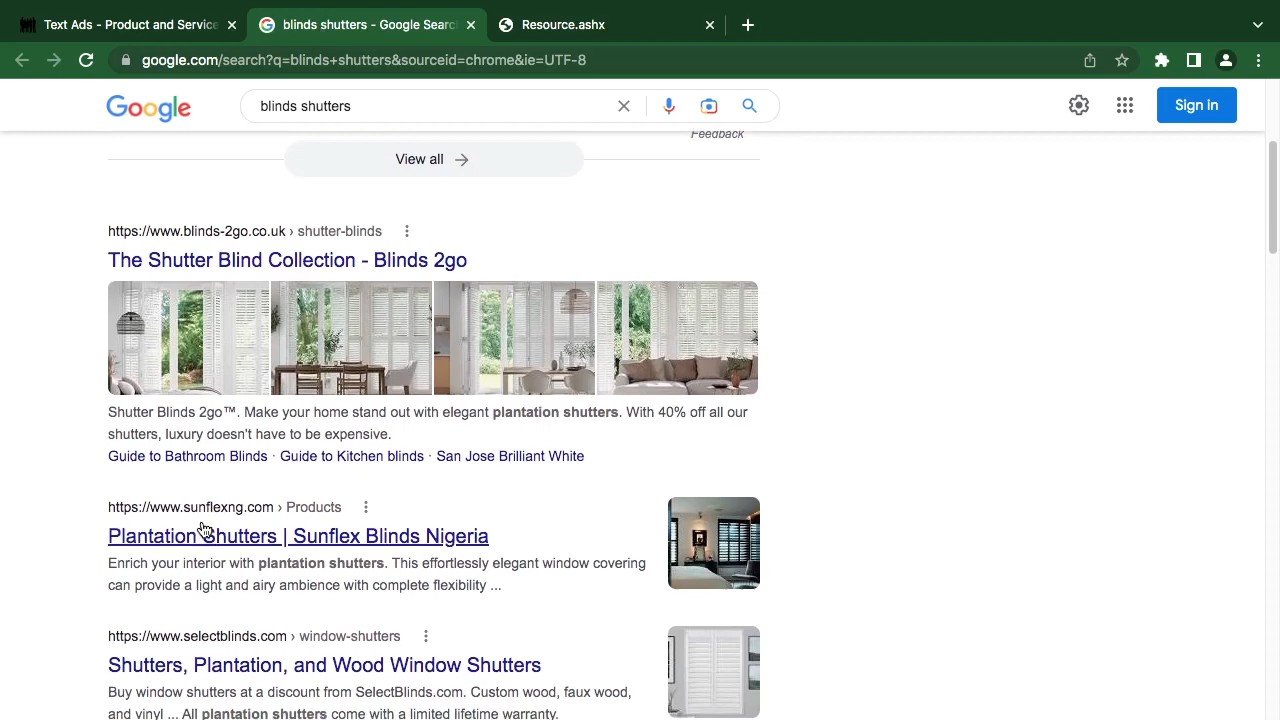 Text Ads - Product and Service
blinds shutters - Google Search
Resource.ashx
google.com/search?q=blinds+shutters&sourceid=chrome&ie=UTF-8
Google
blinds shutters
Sign in
Feedback
View all
https://www.blinds-2go.co.uk › shutter-blinds
The Shutter Blind Collection - Blinds 2go
Shutter Blinds 2go™. Make your home stand out with elegant plantation shutters. With 40% off all our
shutters, luxury doesn't have to be expensive.
Guide to Bathroom Blinds · Guide to Kitchen blinds · San Jose Brilliant White
https://www.sunflexng.com › Products
Plantation Shutters | Sunflex Blinds Nigeria
Enrich your interior with plantation shutters. This effortlessly elegant window covering
can provide a light and airy ambience with complete flexibility ...
https://www.selectblinds.com › window-shutters
Shutters, Plantation, and Wood Window Shutters
Buy window shutters at a discount from SelectBlinds.com. Custom wood, faux wood,
and vinyl ... All plantation shutters come with a limited lifetime warranty.